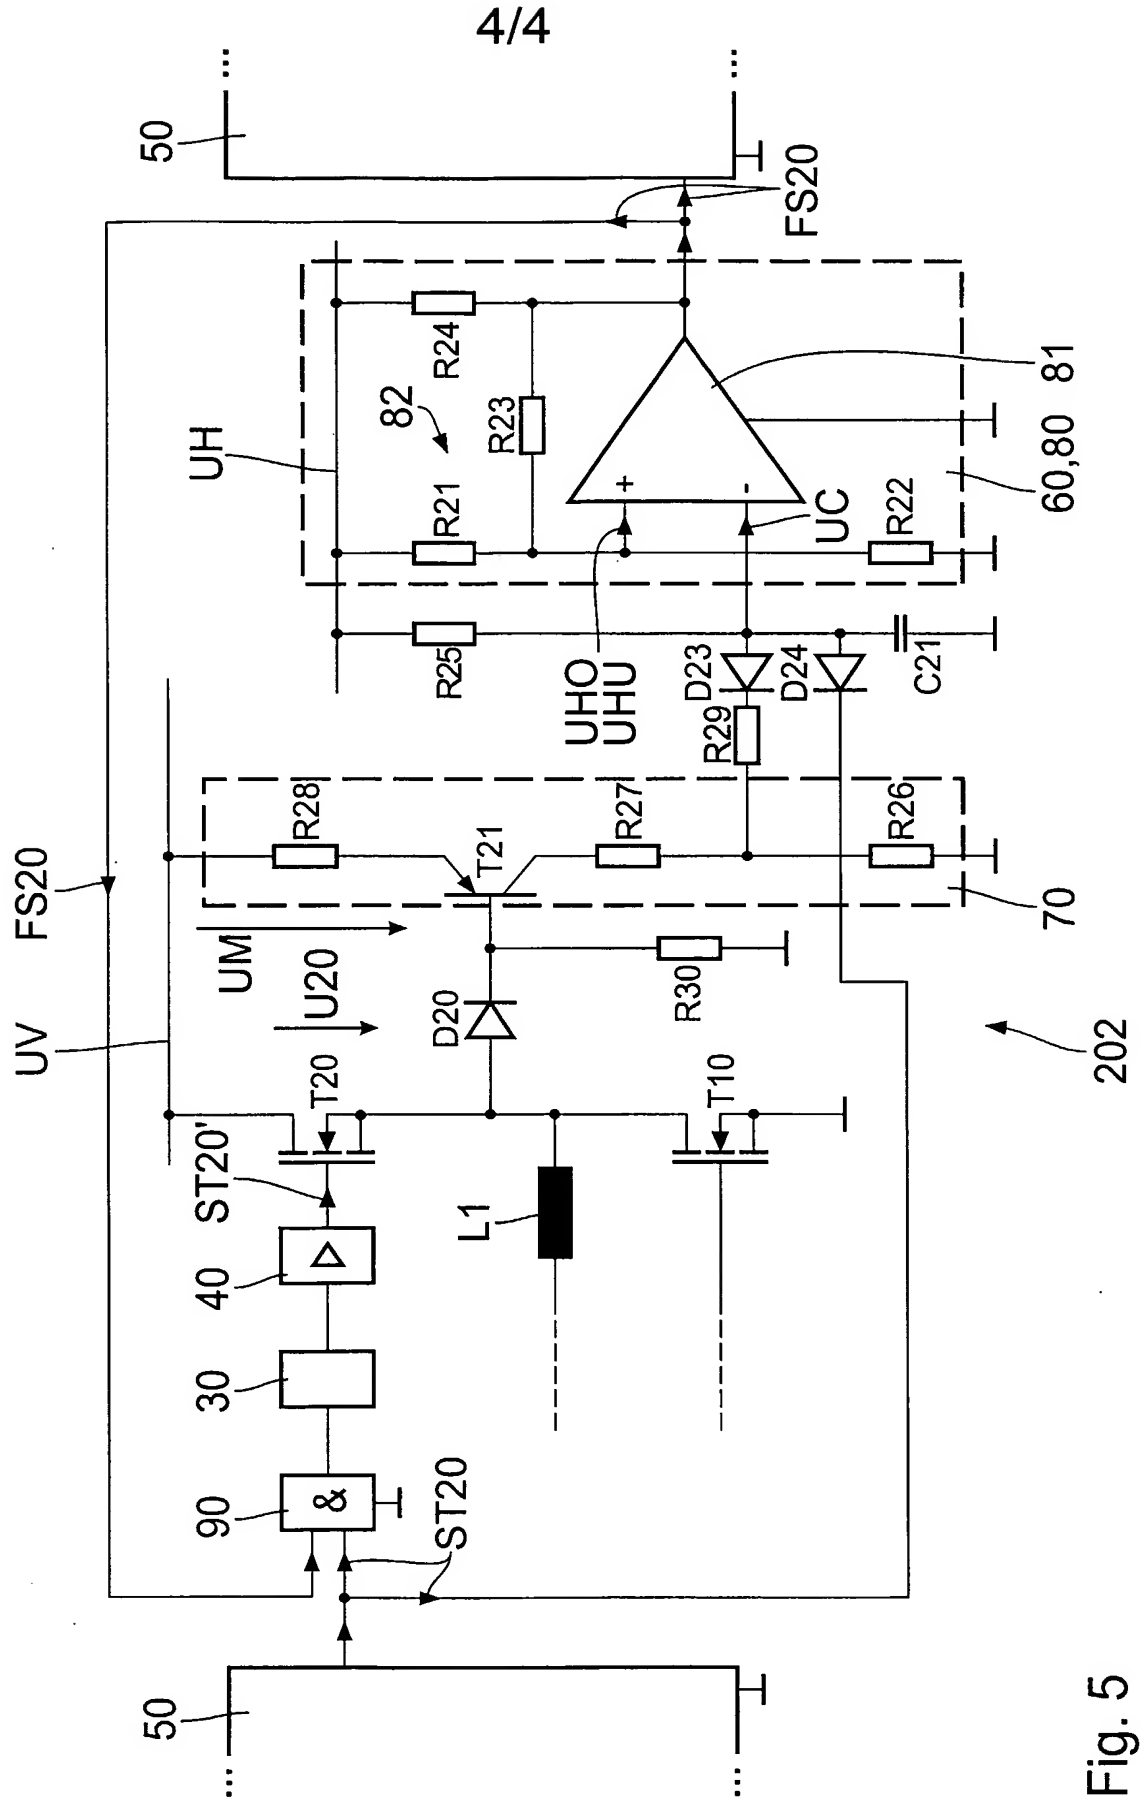 4/4
50
FS20
UH
82
R24
R23
R21
+
-
81
60,80
UC
R22
R25
UHO
UHU
D23
D24
C21
R29
R28
R27
R26
T21
70
FS20
UM
U20
UV
D20
R30
202
T20
T10
ST20'
L1
40
30
90
&
ST20
50
...
...
...
...
Fig. 5